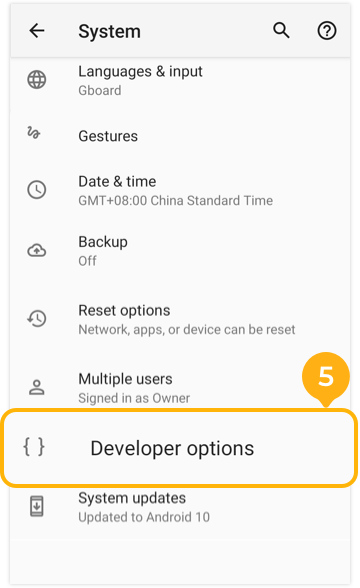 System
Languages & input
Gboard
Gestures
Date & time
GMT+08:00 China Standard Time
Backup
Off
Reset options
Network, apps, or device can be reset
Multiple users
Signed in as Owner
5
{ } Developer options
System updates
Updated to Android 10